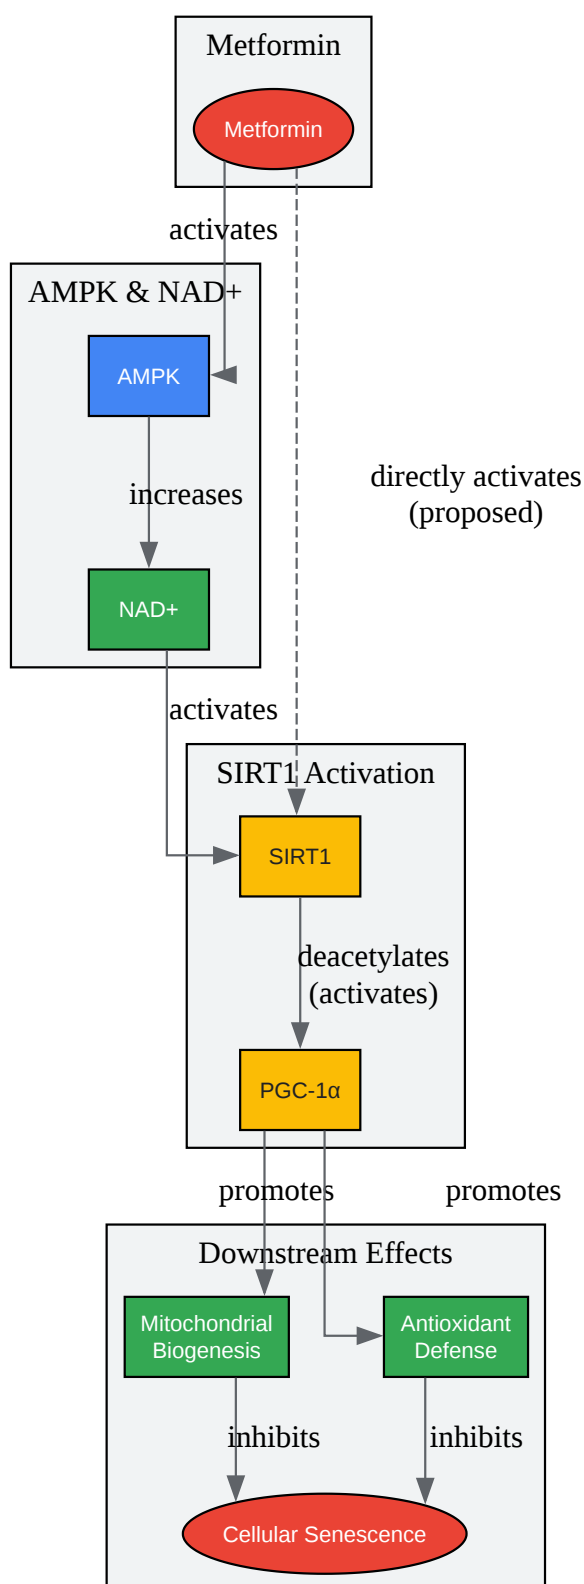 Metformin
Metformin
activates
AMPK & NAD+
AMPK
increases
directly activates
(proposed)
NAD+
activates
SIRT1 Activation
SIRT1
deacetylates
(activates)
PGC-1α
promotes
promotes
Downstream Effects
Mitochondrial
Biogenesis
Antioxidant
Defense
inhibits
inhibits
Cellular Senescence